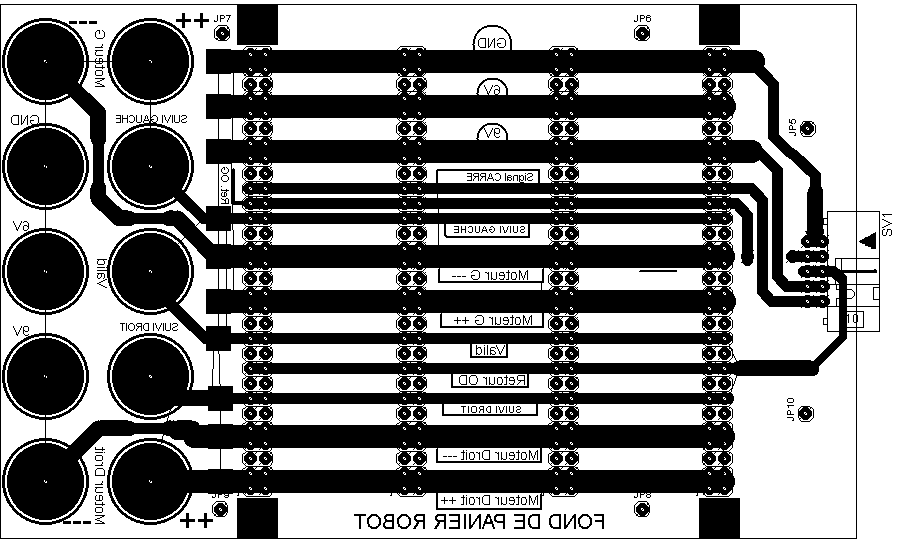 --- ++ JP7 JP6
Moteur G
GND
6V
9V
JP5
GND SUIVI GAUCHE
Ret. OG
Signal CARRE
SUIVI GAUCHE
SV1
6V
Valid
Moteur G ---
Moteur G ++
10
9V SUIVI DROIT
Valid
Retour OD
SUIVI DROIT
JP10
Moteur Droit
Moteur Droit ---
Moteur Droit ++
--- ++ JP8
FOND DE PANIER ROBOT